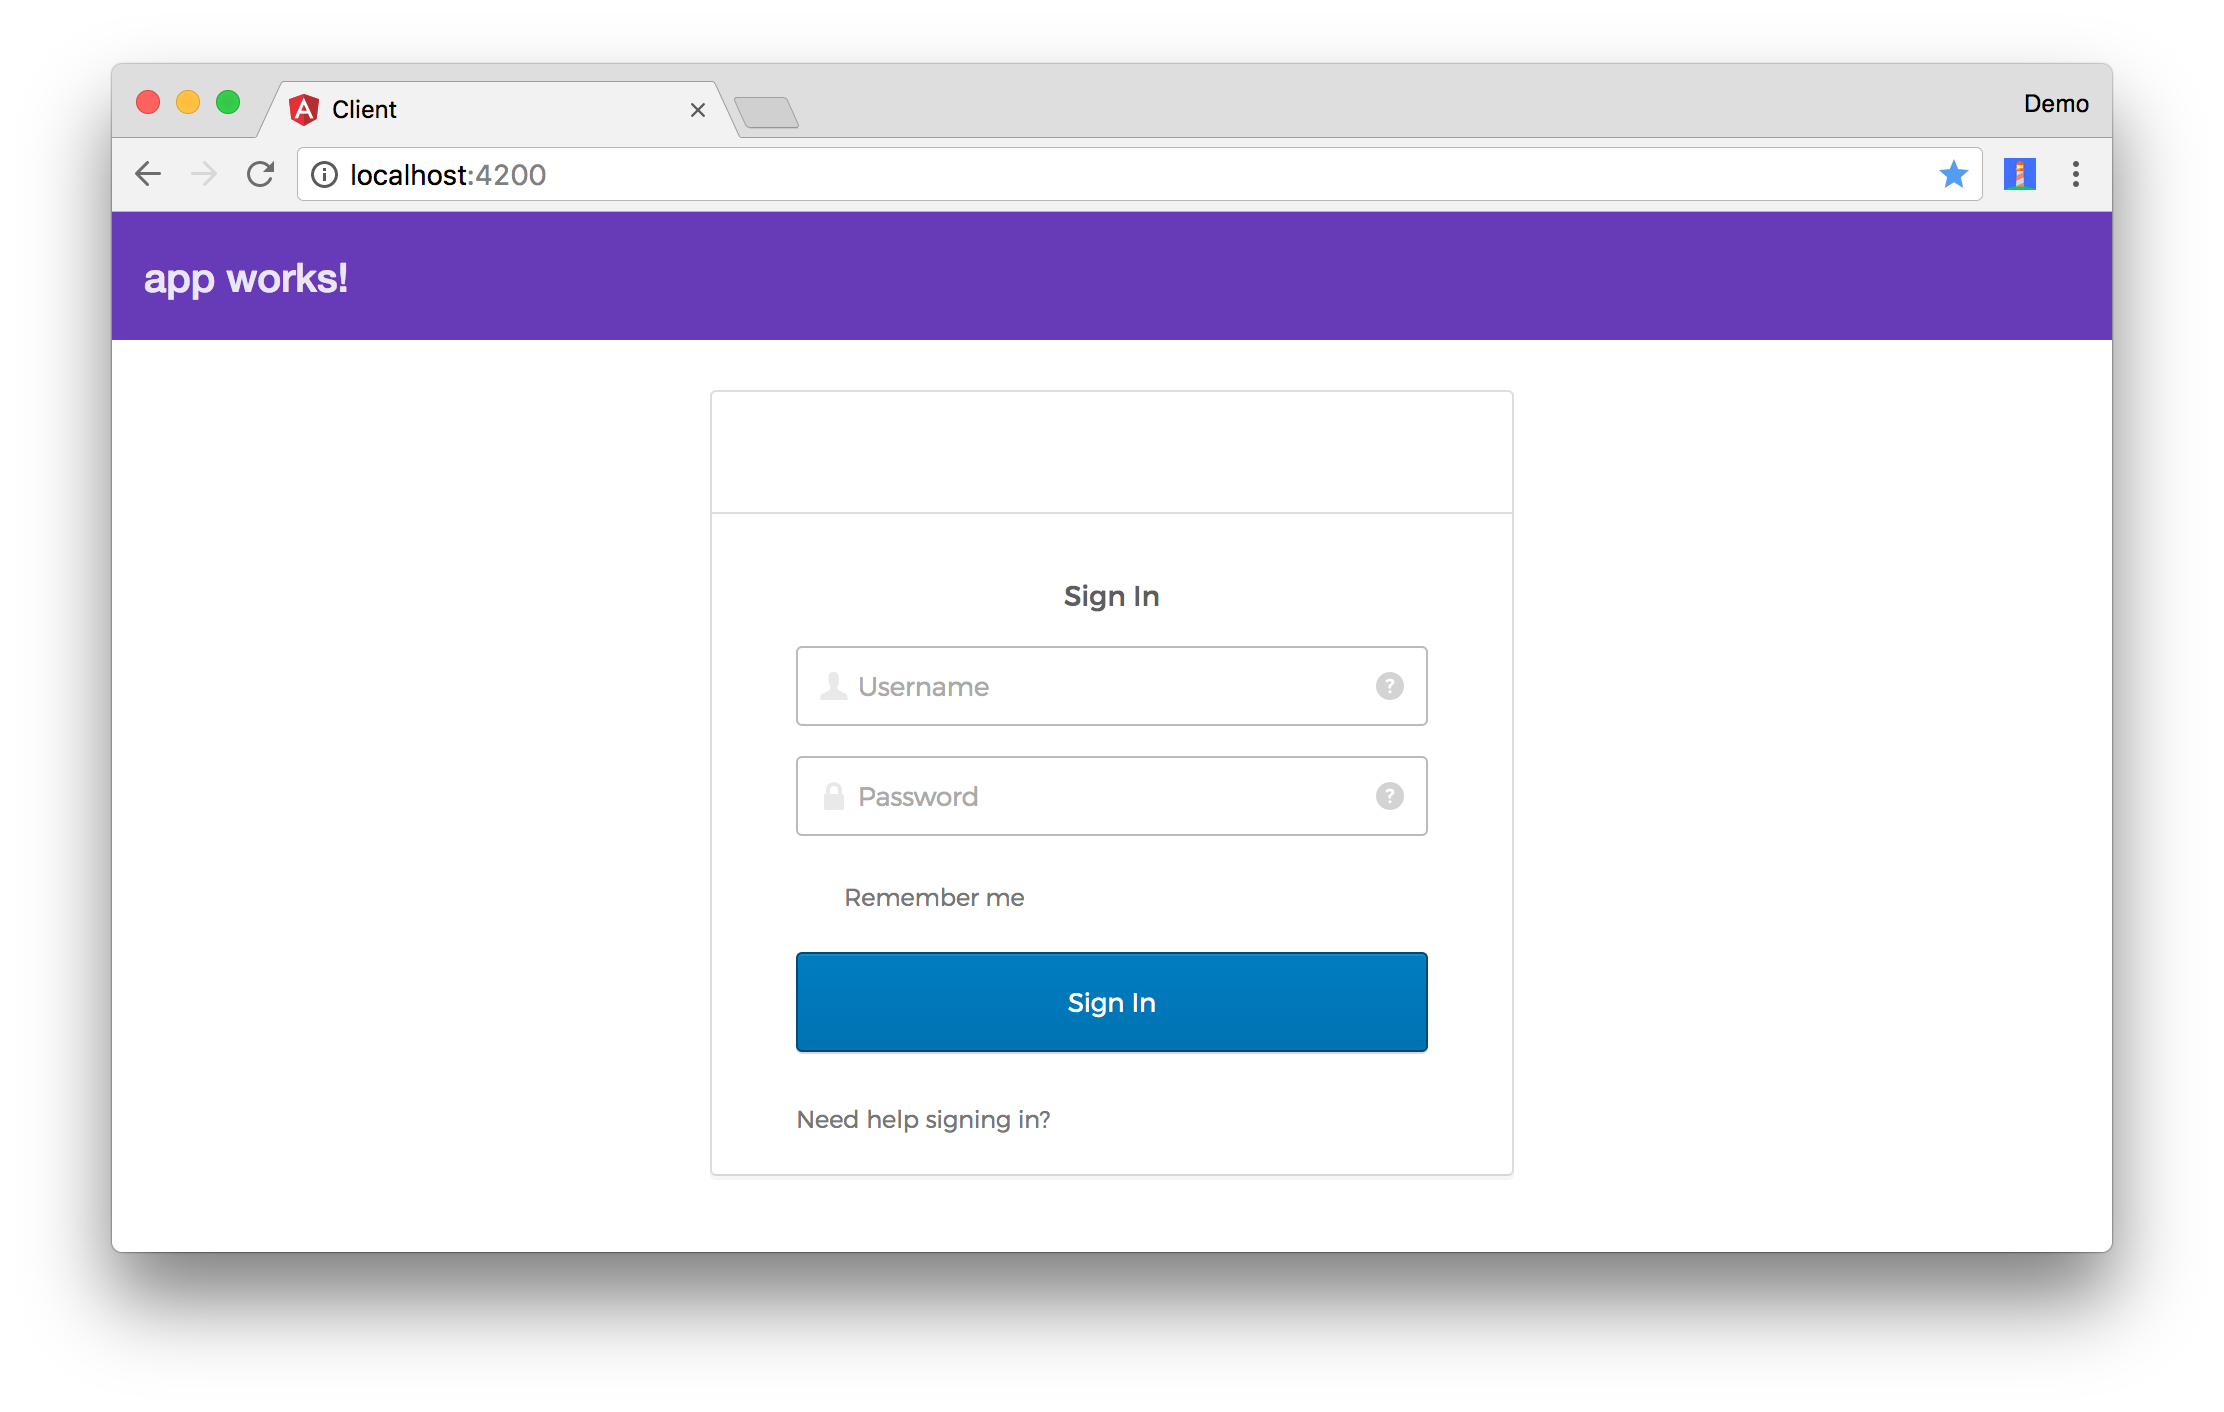 Client
Demo
localhost:4200
app works!
Sign In
Username
Password
Remember me
Sign In
Need help signing in?